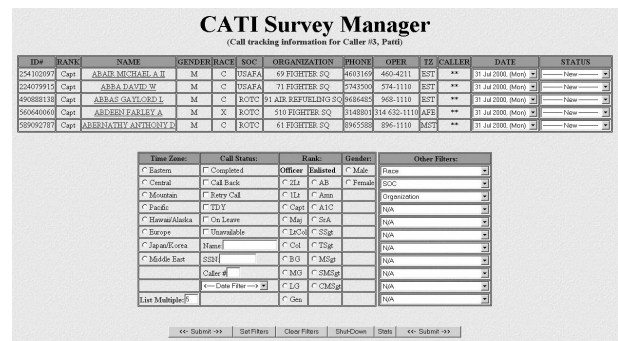 CATI Survey Manager
(Call tracking information for Caller #3, Patti)
ID# RANK NAME GENDER RACE SOC ORGANIZATION PHONE OPER TZ CALLER DATE STATUS
254102097 Capt ABAIR MICHAEL A II M C USAFA 69 FIGHTER SQ 4603169 460-4211 EST ** 31 Jul 2000, (Mon) ------ New ------
224079915 Capt ABBA DAVID W M C USAFA 71 FIGHTER SQ 5743500 574-1110 EST ** 31 Jul 2000, (Mon) ------ New ------
490888138 Capt ABBAS GAYLORD L M C ROTC 91 AIR REFUELING SQ 9686485 968-1110 EST ** 31 Jul 2000, (Mon) ------ New ------
560640060 Capt ABDEEN FARLEY A M X ROTC 510 FIGHTER SQ 3148801 314 632-1110 AFE ** 31 Jul 2000, (Mon) ------ New ------
589092787 Capt ABERNATHY ANTHONY D M C ROTC 61 FIGHTER SQ 8965588 896-1110 MST ** 31 Jul 2000, (Mon) ------ New ------
Time Zone: Call Status: Rank: Gender: Other Filters:
Eastern Completed Officer Enlisted Male Race
Central Call Back 2Lt AB Female SOC
Mountain Retry Call 1Lt Amn Organization
Pacific TDY Capt A1C N/A
Hawaii/Alaska On Leave Maj SrA N/A
Europe Unavailable LtCol SSgt N/A
Japan/Korea Name: Col TSgt N/A
Middle East SSN: BG MSgt N/A
Caller # MG SMSgt N/A
<--- Date Filter ---> LG CMSgt N/A
List Multiple: 5 Gen N/A
<<- Submit ->> Set Filters Clear Filters Shut-Down Stats <<- Submit ->>